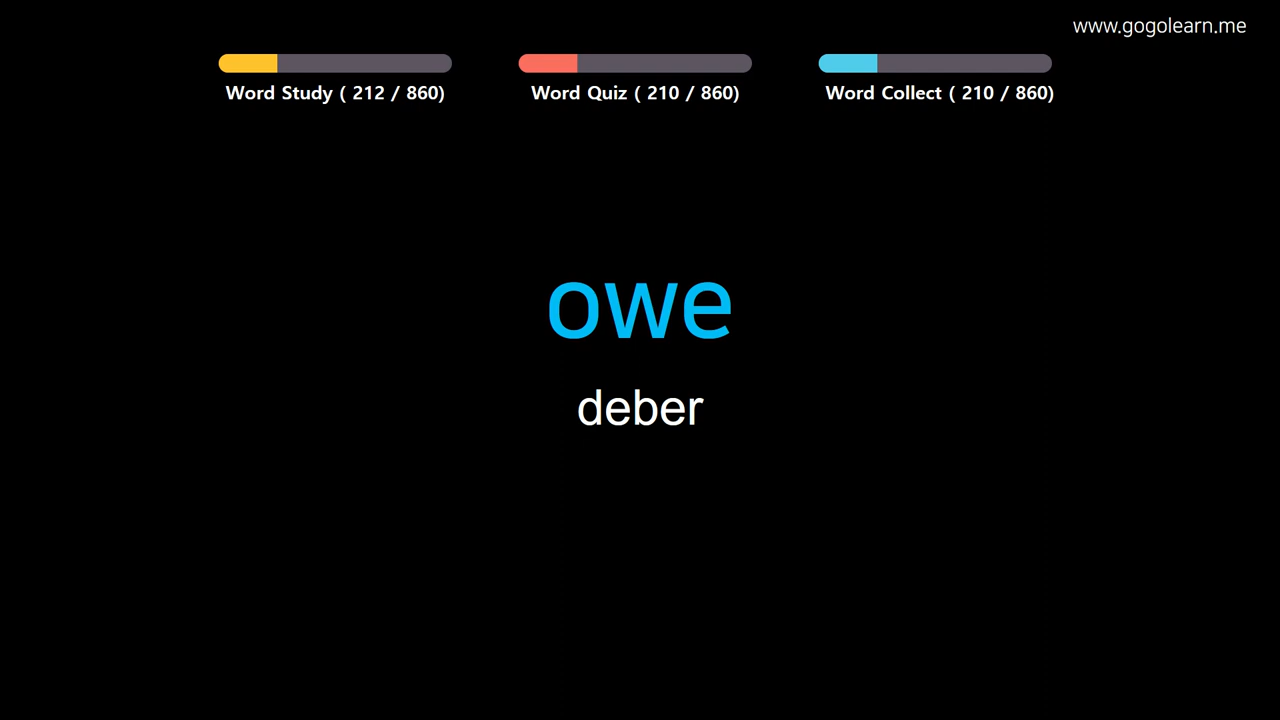 www.gogolearn.me
Word Study ( 212 / 860)
Word Quiz ( 210 / 860)
Word Collect ( 210 / 860)
owe
deber